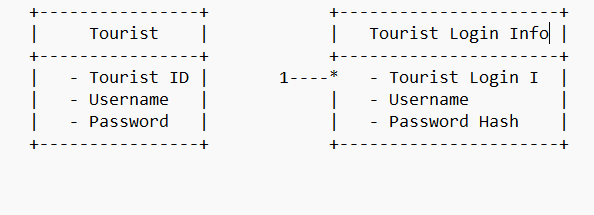 +----------------+            +----------------------+
|     Tourist    |            |   Tourist Login Info |
+----------------+            +----------------------+
|   - Tourist ID |       1----*   - Tourist Login I  |
|   - Username   |            |   - Username         |
|   - Password   |            |   - Password Hash    |
+----------------+            +----------------------+